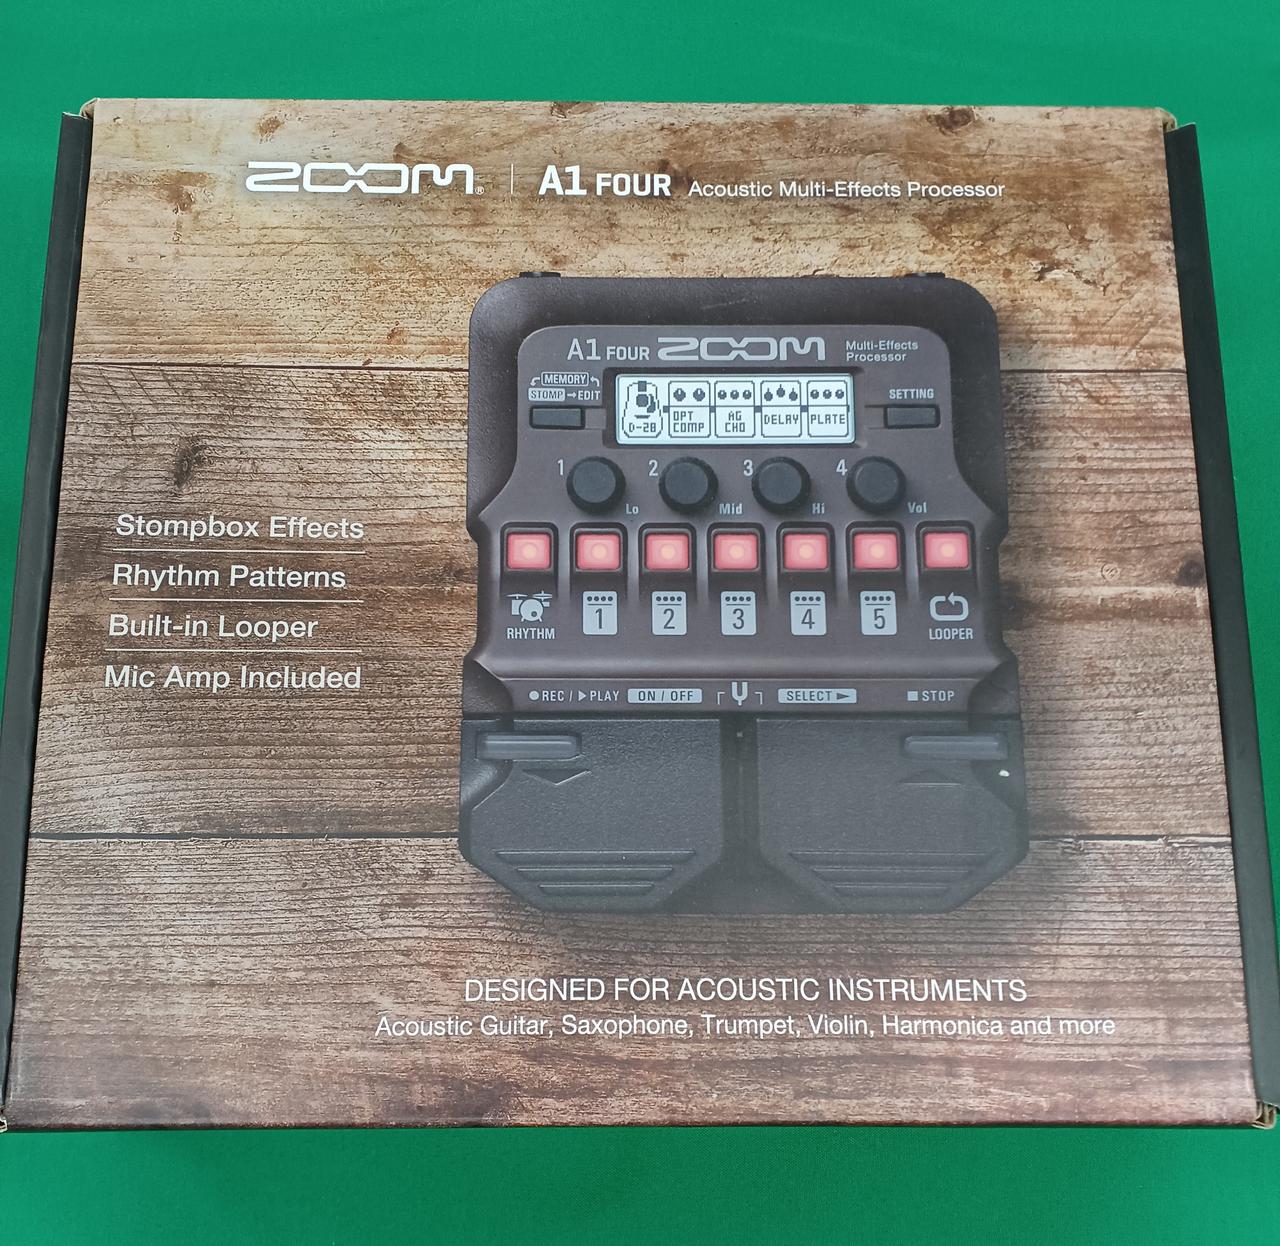 ZOOM® | A1 FOUR Acoustic Multi-Effects Processor
A1 FOUR ZOOM Multi-Effects Processor
MEMORY
STOMP EDIT
SETTING
D-28 OPT COMP AG CHO DELAY PLATE
1 2 3 4
Lo Mid Hi Vol
Stompbox Effects
Rhythm Patterns
Built-in Looper
Mic Amp Included
1 2 3 4 5
RHYTHM LOOPER
REC / PLAY ON / OFF SELECT STOP
DESIGNED FOR ACOUSTIC INSTRUMENTS
Acoustic Guitar, Saxophone, Trumpet, Violin, Harmonica and more